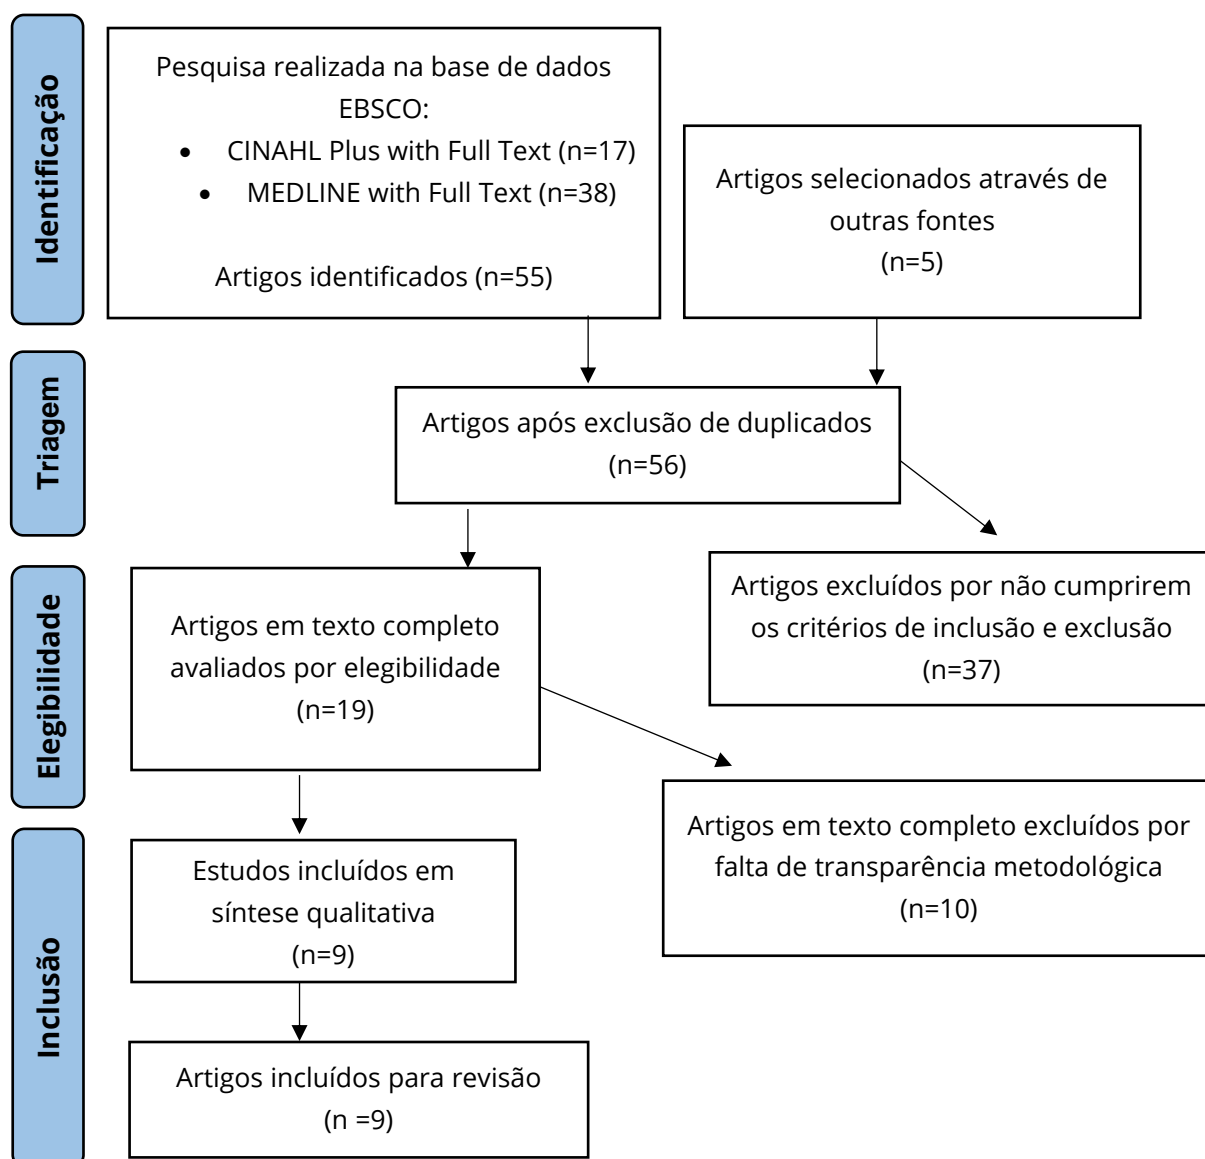 Identificação
Pesquisa realizada na base de dados
EBSCO:
• CINAHL Plus with Full Text (n=17)
• MEDLINE with Full Text (n=38)
Artigos identificados (n=55)
Artigos selecionados através de
outras fontes
(n=5)
Triagem
Artigos após exclusão de duplicados
(n=56)
Elegibilidade
Artigos em texto completo
avaliados por elegibilidade
(n=19)
Artigos excluídos por não cumprirem
os critérios de inclusão e exclusão
(n=37)
Artigos em texto completo excluídos por
falta de transparência metodológica
(n=10)
Inclusão
Estudos incluídos em
síntese qualitativa
(n=9)
Artigos incluídos para revisão
(n =9)